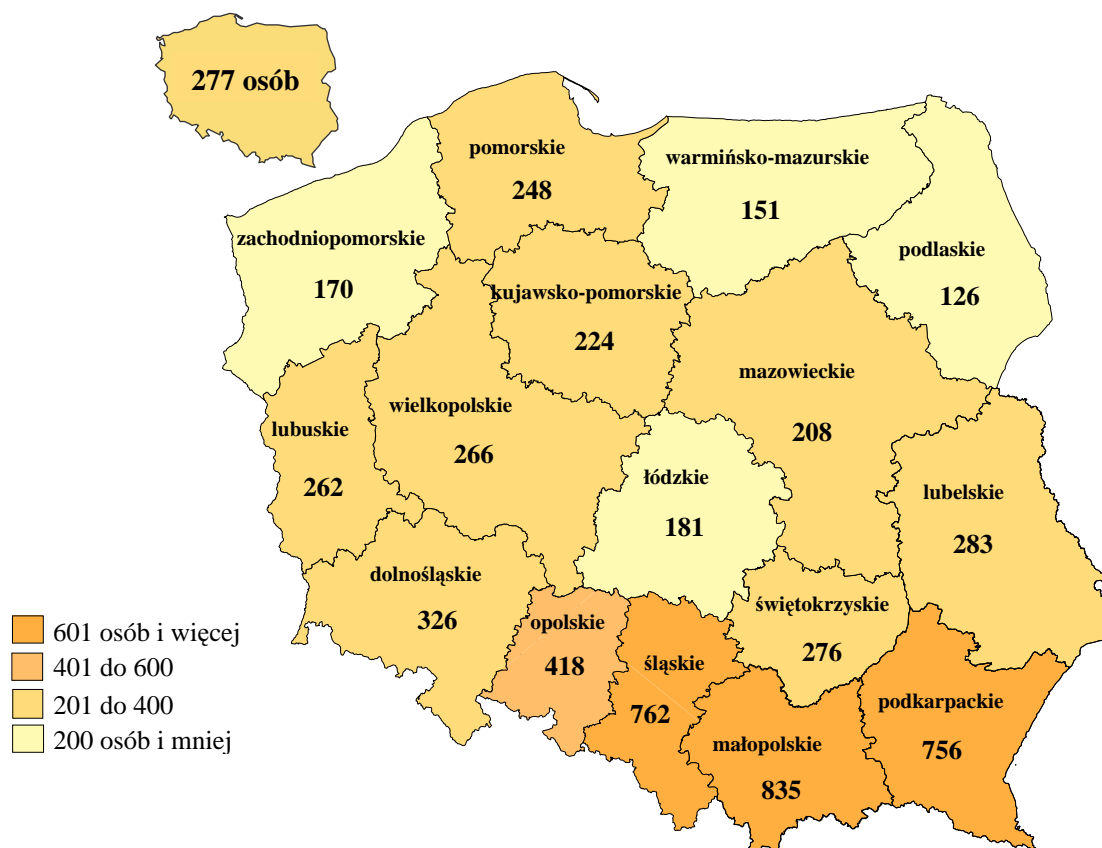 277 osób
pomorskie
248
warmińsko-mazurskie
151
zachodniopomorskie
170
podlaskie
126
kujawsko-pomorskie
224
mazowieckie
208
wielkopolskie
266
lubuskie
262
łódzkie
181
lubelskie
283
dolnośląskie
326
świętokrzyskie
276
opolskie
418
śląskie
762
małopolskie
835
podkarpackie
756
601 osób i więcej
401 do 600
201 do 400
200 osób i mniej